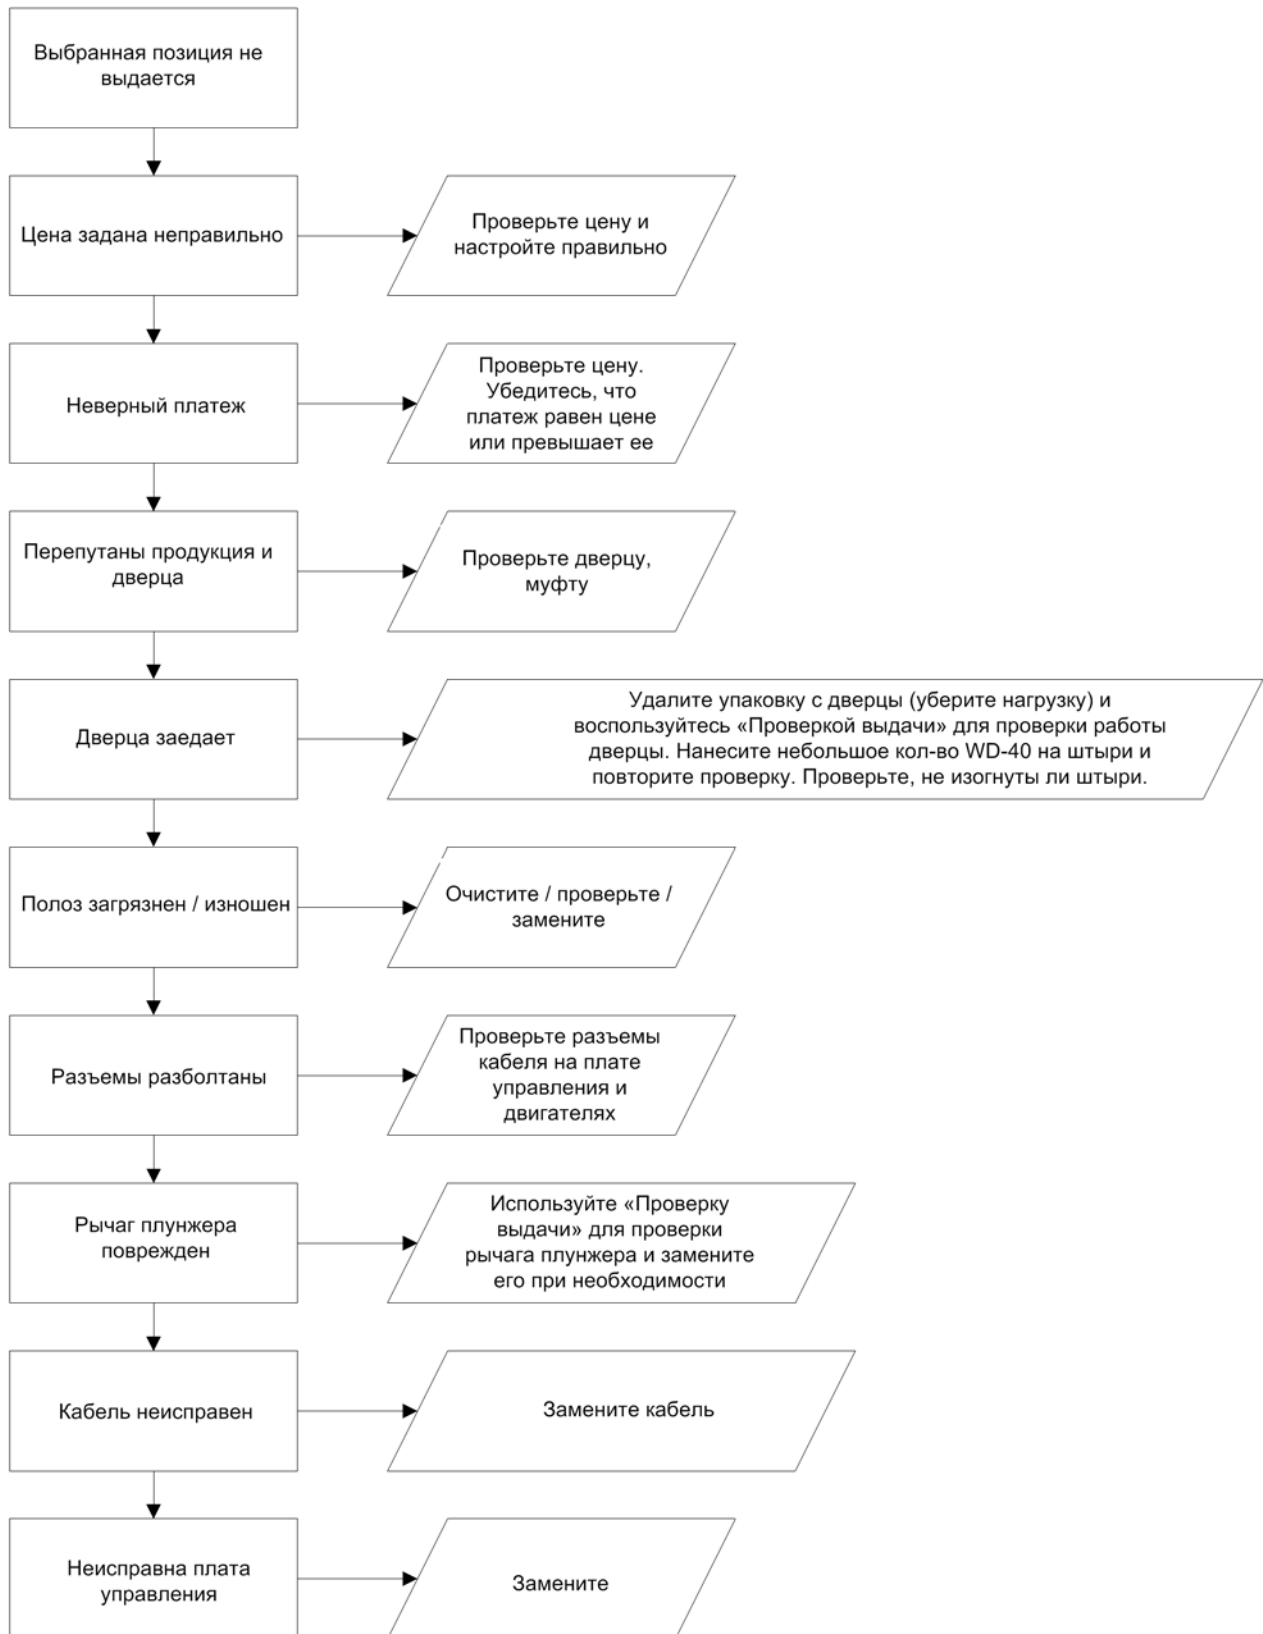 Выбранная позиция не
выдается
Цена задана неправильно
Проверьте цену и
настройте правильно
Неверный платеж
Проверьте цену.
Убедитесь, что
платеж равен цене
или превышает ее
Перепутаны продукция и
дверца
Проверьте дверцу,
муфту
Дверца заедает
Удалите упаковку с дверцы (уберите нагрузку) и
воспользуйтесь «Проверкой выдачи» для проверки работы
дверцы. Нанесите небольшое кол-во WD-40 на штыри и
повторите проверку. Проверьте, не изогнуты ли штыри.
Полоз загрязнен / изношен
Очистите / проверьте /
замените
Разъемы разболтаны
Проверьте разъемы
кабеля на плате
управления и
двигателях
Рычаг плунжера
поврежден
Используйте «Проверку
выдачи» для проверки
рычага плунжера и замените
его при необходимости
Кабель неисправен
Замените кабель
Неисправна плата
управления
Замените